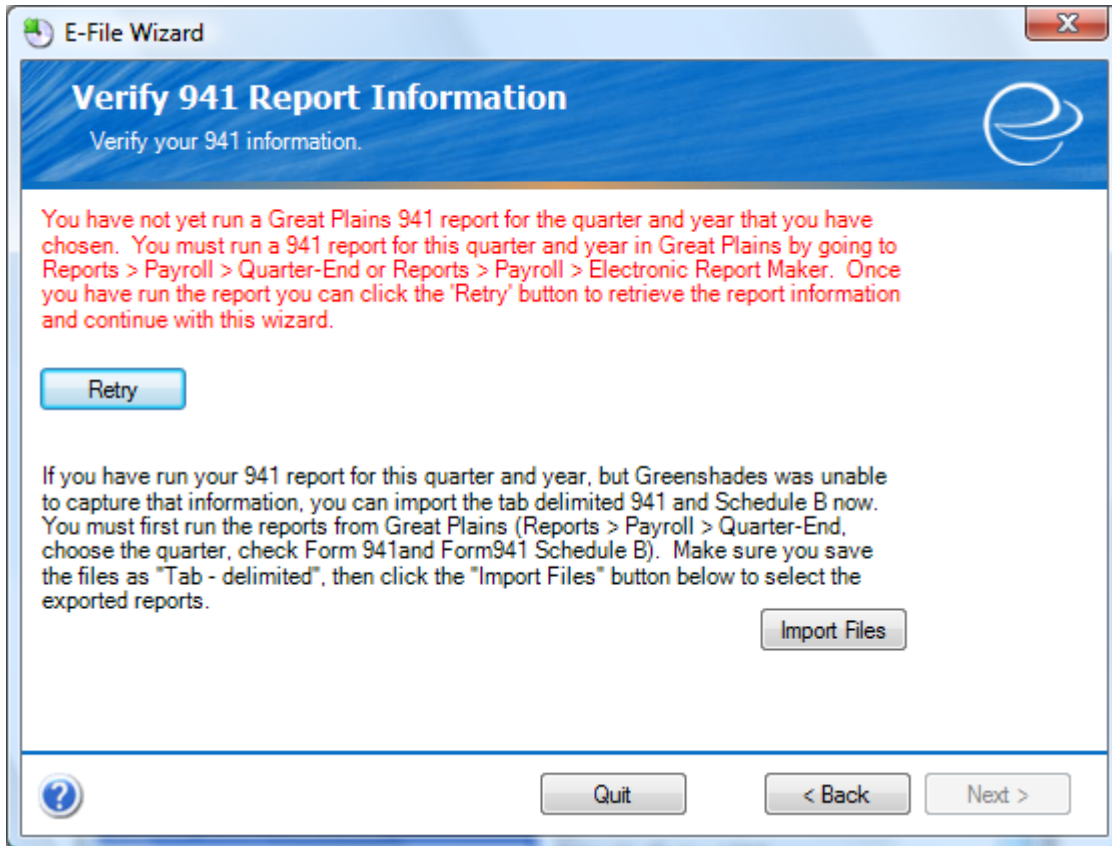 E-File Wizard
Verify 941 Report Information
Verify your 941 information.
You have not yet run a Great Plains 941 report for the quarter and year that you have
chosen.  You must run a 941 report for this quarter and year in Great Plains by going to
Reports > Payroll > Quarter-End or Reports > Payroll > Electronic Report Maker.  Once
you have run the report you can click the 'Retry' button to retrieve the report information
and continue with this wizard.
Retry
If you have run your 941 report for this quarter and year, but Greenshades was unable
to capture that information, you can import the tab delimited 941 and Schedule B now.
You must first run the reports from Great Plains (Reports > Payroll > Quarter-End,
choose the quarter, check Form 941and Form941 Schedule B).  Make sure you save
the files as "Tab - delimited", then click the "Import Files" button below to select the
exported reports.
Import Files
Quit
< Back
Next >